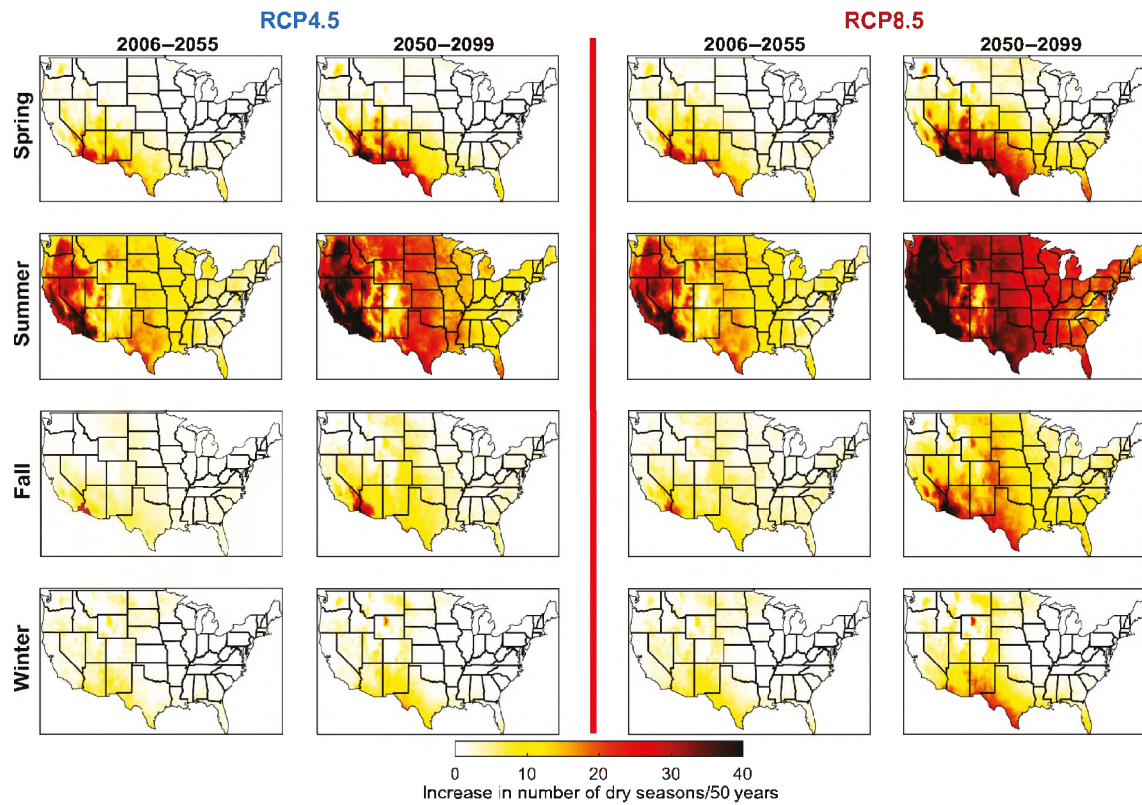 RCP4.5
RCP8.5
2006–2055
2050–2099
2006–2055
2050–2099
Spring
Summer
Fall
Winter
0 10 20 30 40
Increase in number of dry seasons/50 years